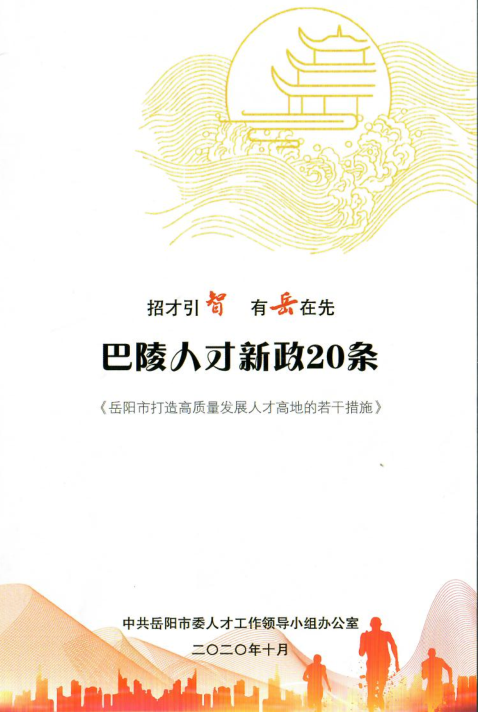 招才引智 有岳在先
巴陵人才新政20条
《岳阳市打造高质量发展人才高地的若干措施》
中共岳阳市委人才工作领导小组办公室
二〇二〇年十月